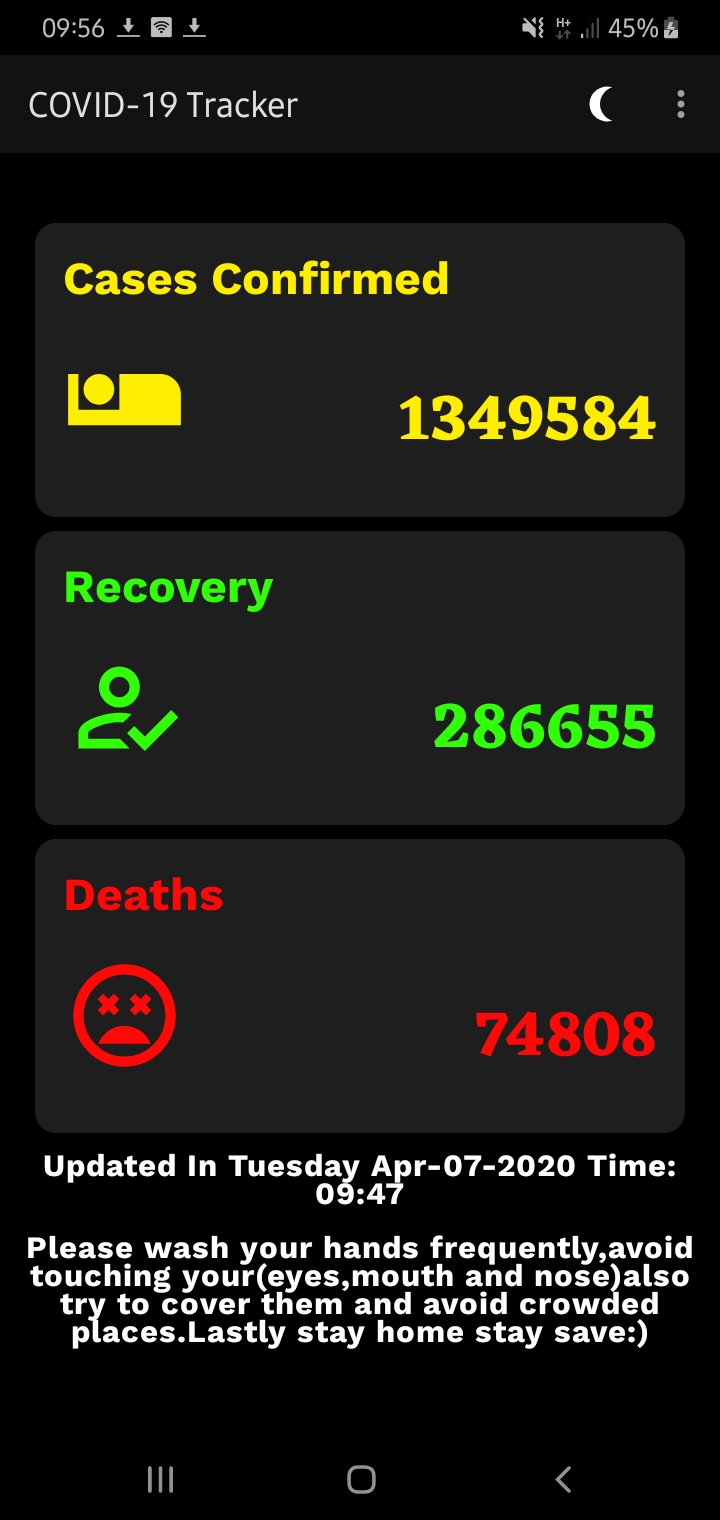 09:56 H+ 45%
COVID-19 Tracker
Cases Confirmed
1349584
Recovery
286655
Deaths
74808
Updated In Tuesday Apr-07-2020 Time:
09:47
Please wash your hands frequently,avoid
touching your(eyes,mouth and nose)also
try to cover them and avoid crowded
places.Lastly stay home stay save:)